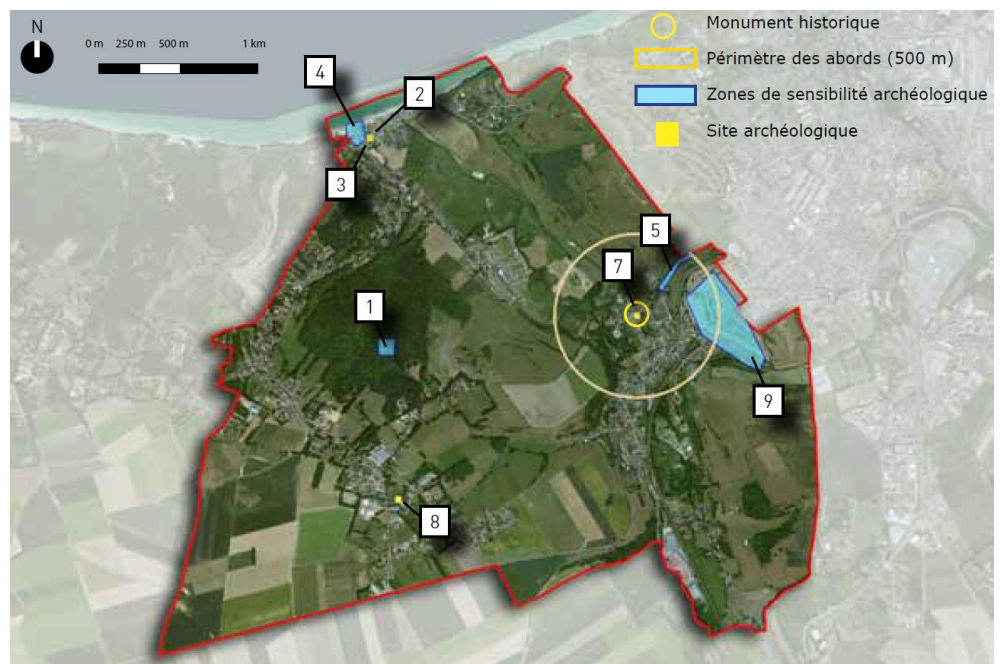 N
0 m 250 m 500 m 1 km
Monument historique
Périmètre des abords (500 m)
Zones de sensibilité archéologique
Site archéologique
4
2
3
5
7
1
9
8